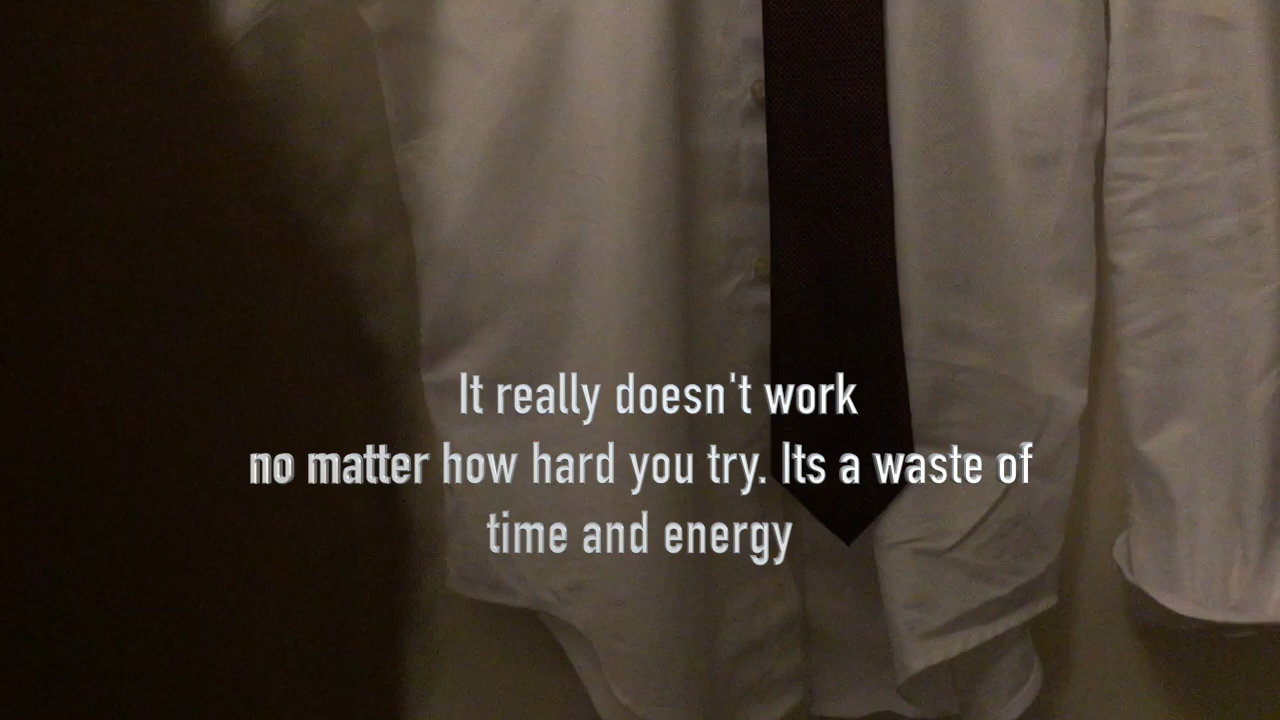 It really doesn't work
no matter how hard you try. Its a waste of
time and energy